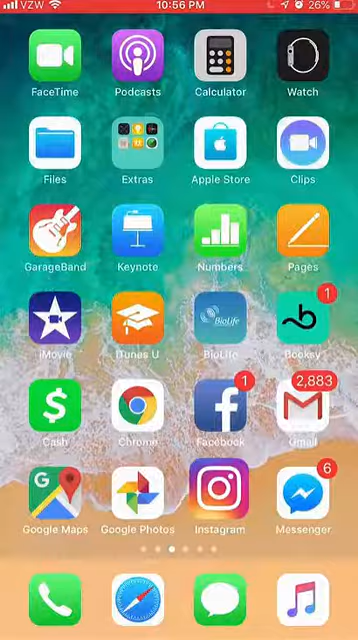 VZW 10:56 PM 26%
FaceTime Podcasts Calculator Watch
Files Extras Apple Store Clips
GarageBand Keynote Numbers Pages
BioLife
1
iMovie iTunes U BioLife Booksy
1 2,883
Cash Chrome Facebook Gmail
G 6
Google Maps Google Photos Instagram Messenger